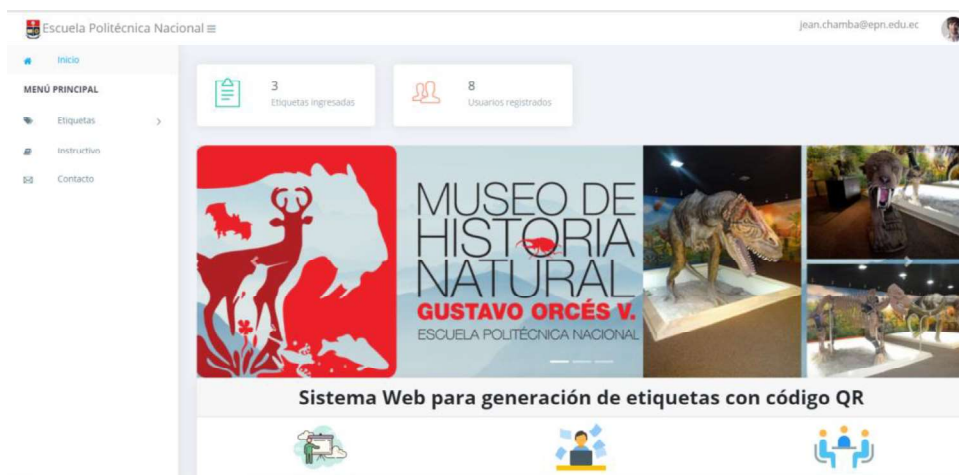 Escuela Politécnica Nacional
jean.chamba@epn.edu.ec
Inicio
MENÚ PRINCIPAL
Etiquetas
Instructivo
Contacto
3
Etiquetas ingresadas
8
Usuarios registrados
MUSEO DE
HISTORIA
NATURAL
GUSTAVO ORCÉS V.
ESCUELA POLITÉCNICA NACIONAL
Sistema Web para generación de etiquetas con código QR